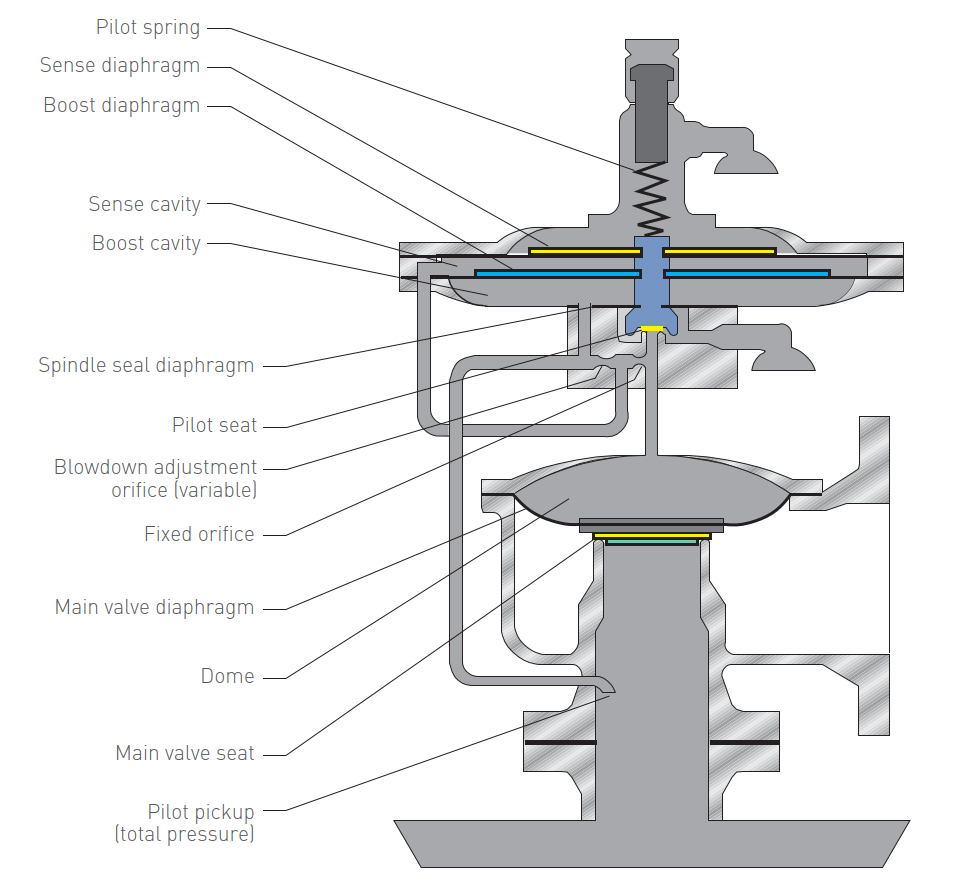 Pilot spring
Sense diaphragm
Boost diaphragm
Sense cavity
Boost cavity
Spindle seal diaphragm
Pilot seat
Blowdown adjustment
orifice (variable)
Fixed orifice
Main valve diaphragm
Dome
Main valve seat
Pilot pickup
(total pressure)